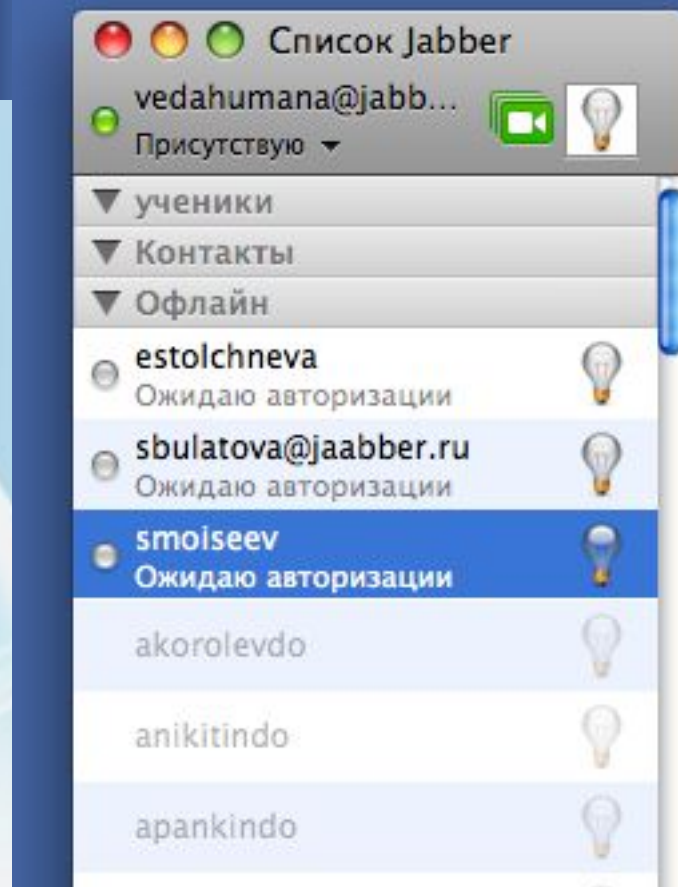 Список Jabber
vedahumana@jabb...
Присутствую
ученики
Контакты
Офлайн
estolchneva
Ожидаю авторизации
sbulatova@jaabber.ru
Ожидаю авторизации
smoiseev
Ожидаю авторизации
akorolevdo
anikitindo
apankindo